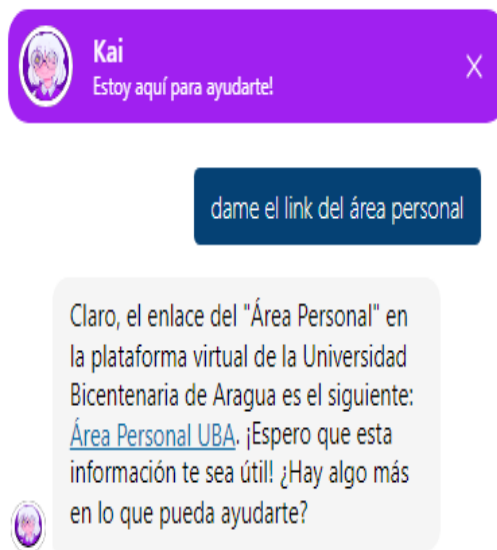 Kai
Estoy aquí para ayudarte!
X
dame el link del área personal
Claro, el enlace del "Área Personal" en
la plataforma virtual de la Universidad
Bicentenaria de Aragua es el siguiente:
Área Personal UBA. ¡Espero que esta
información te sea útil! ¿Hay algo más
en lo que pueda ayudarte?